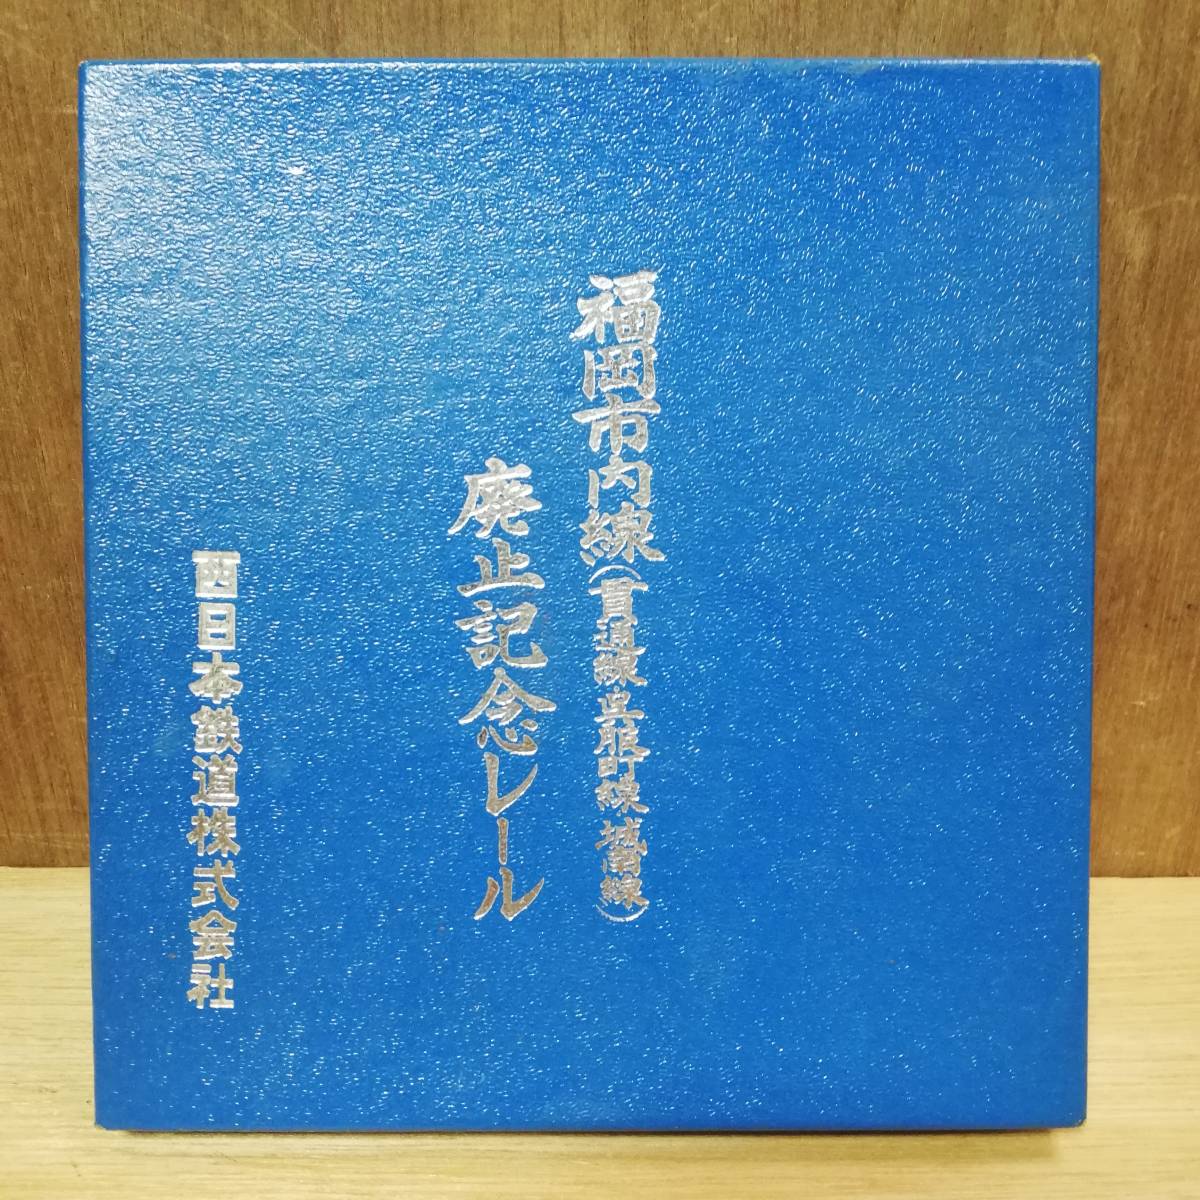 福岡市内線(貫通線・呉服町線・城南線)
廃止記念レール
西日本鉄道株式会社